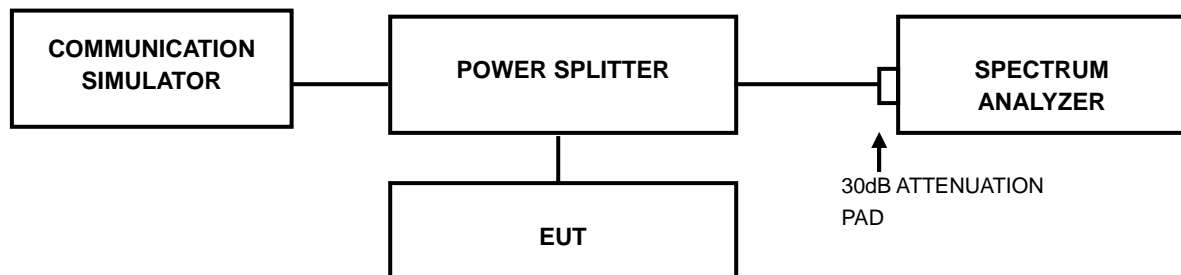 COMMUNICATION
SIMULATOR
POWER SPLITTER
SPECTRUM
ANALYZER
30dB ATTENUATION
PAD
EUT